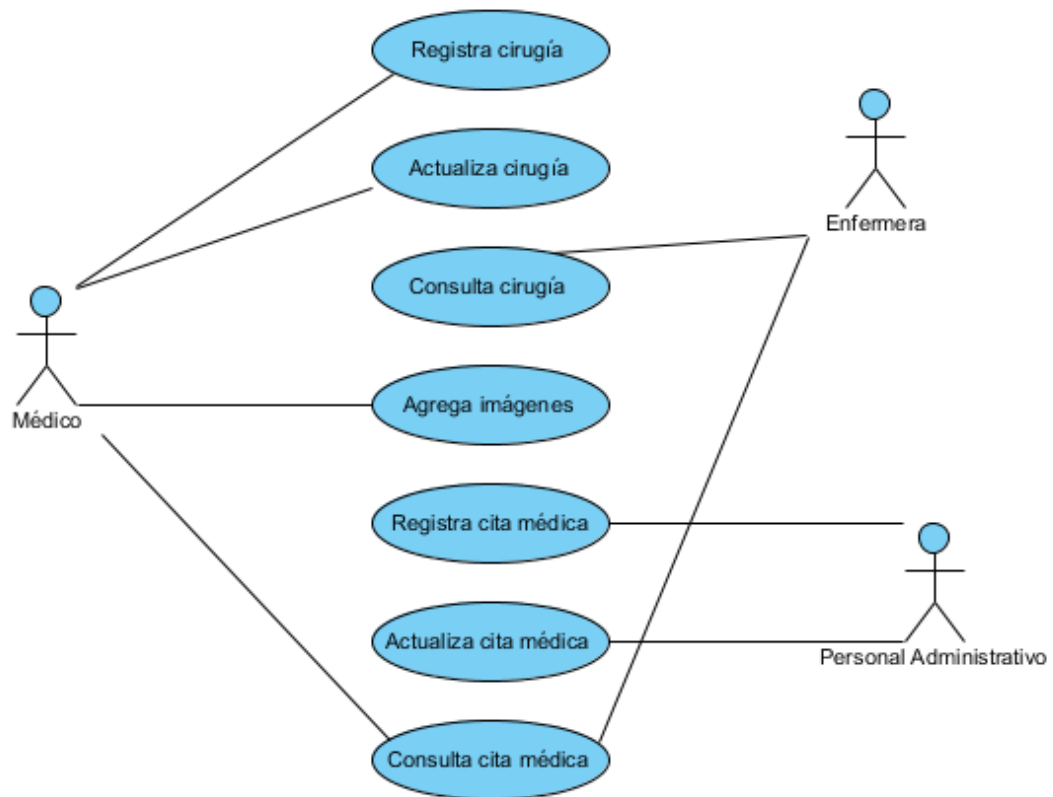 Registra cirugía
Actualiza cirugía
Enfermera
Consulta cirugía
Agrega imágenes
Médico
Registra cita médica
Actualiza cita médica
Personal Administrativo
Consulta cita médica